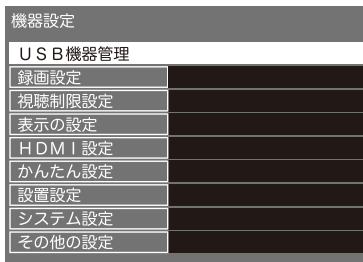 機器設定
ＵＳＢ機器管理
録画設定
視聴制限設定
表示の設定
ＨＤＭＩ設定
かんたん設定
設置設定
システム設定
その他の設定